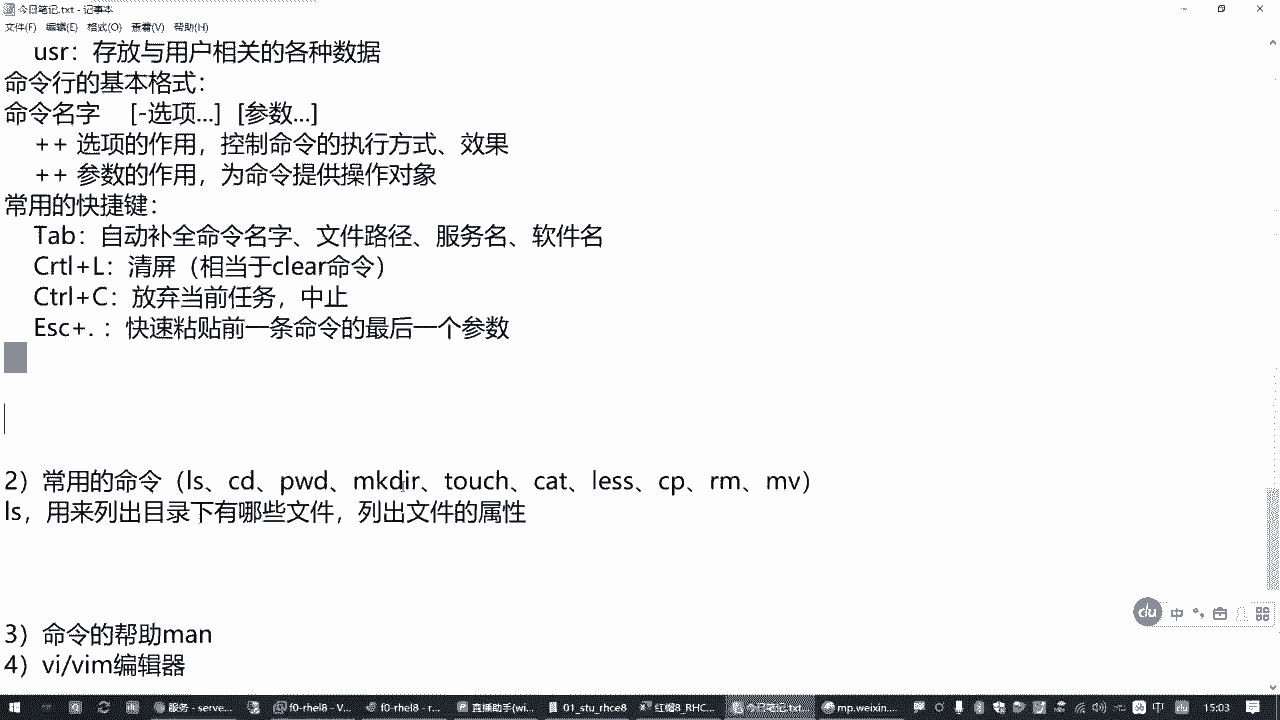 今日笔记.txt - 记事本
文件(F) 编辑(E) 格式(O) 查看(V) 帮助(H)
usr：存放与用户相关的各种数据
命令行的基本格式：
命令名字 [-选项...] [参数...]
++ 选项的作用，控制命令的执行方式、效果
++ 参数的作用，为命令提供操作对象
常用的快捷键：
Tab：自动补全命令名字、文件路径、服务名、软件名
Crtl+L：清屏（相当于clear命令）
Ctrl+C：放弃当前任务，中止
Esc+. ：快速粘贴前一条命令的最后一个参数
2）常用的命令（ls、cd、pwd、mkdir、touch、cat、less、cp、rm、mv）
ls，用来列出目录下有哪些文件，列出文件的属性
du 中
3）命令的帮助man
4）vi/vim编辑器
服务 - serve... f0-rhel8 - V... f0-rhel8 - r... 直播助手(wi... 01_stu_rhce8 红帽8_RHC... 今日笔记.txt... mp.weixin... 中 du 15:03